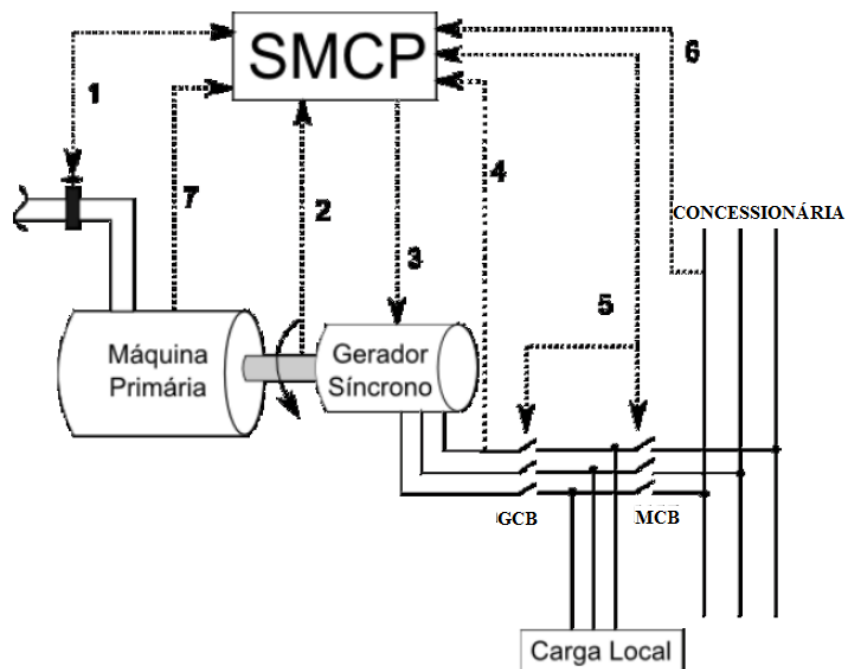 SMCP
6
1
7
2
4
3
CONCESSIONÁRIA
5
Máquina
Primária
Gerador
Síncrono
GCB
MCB
Carga Local